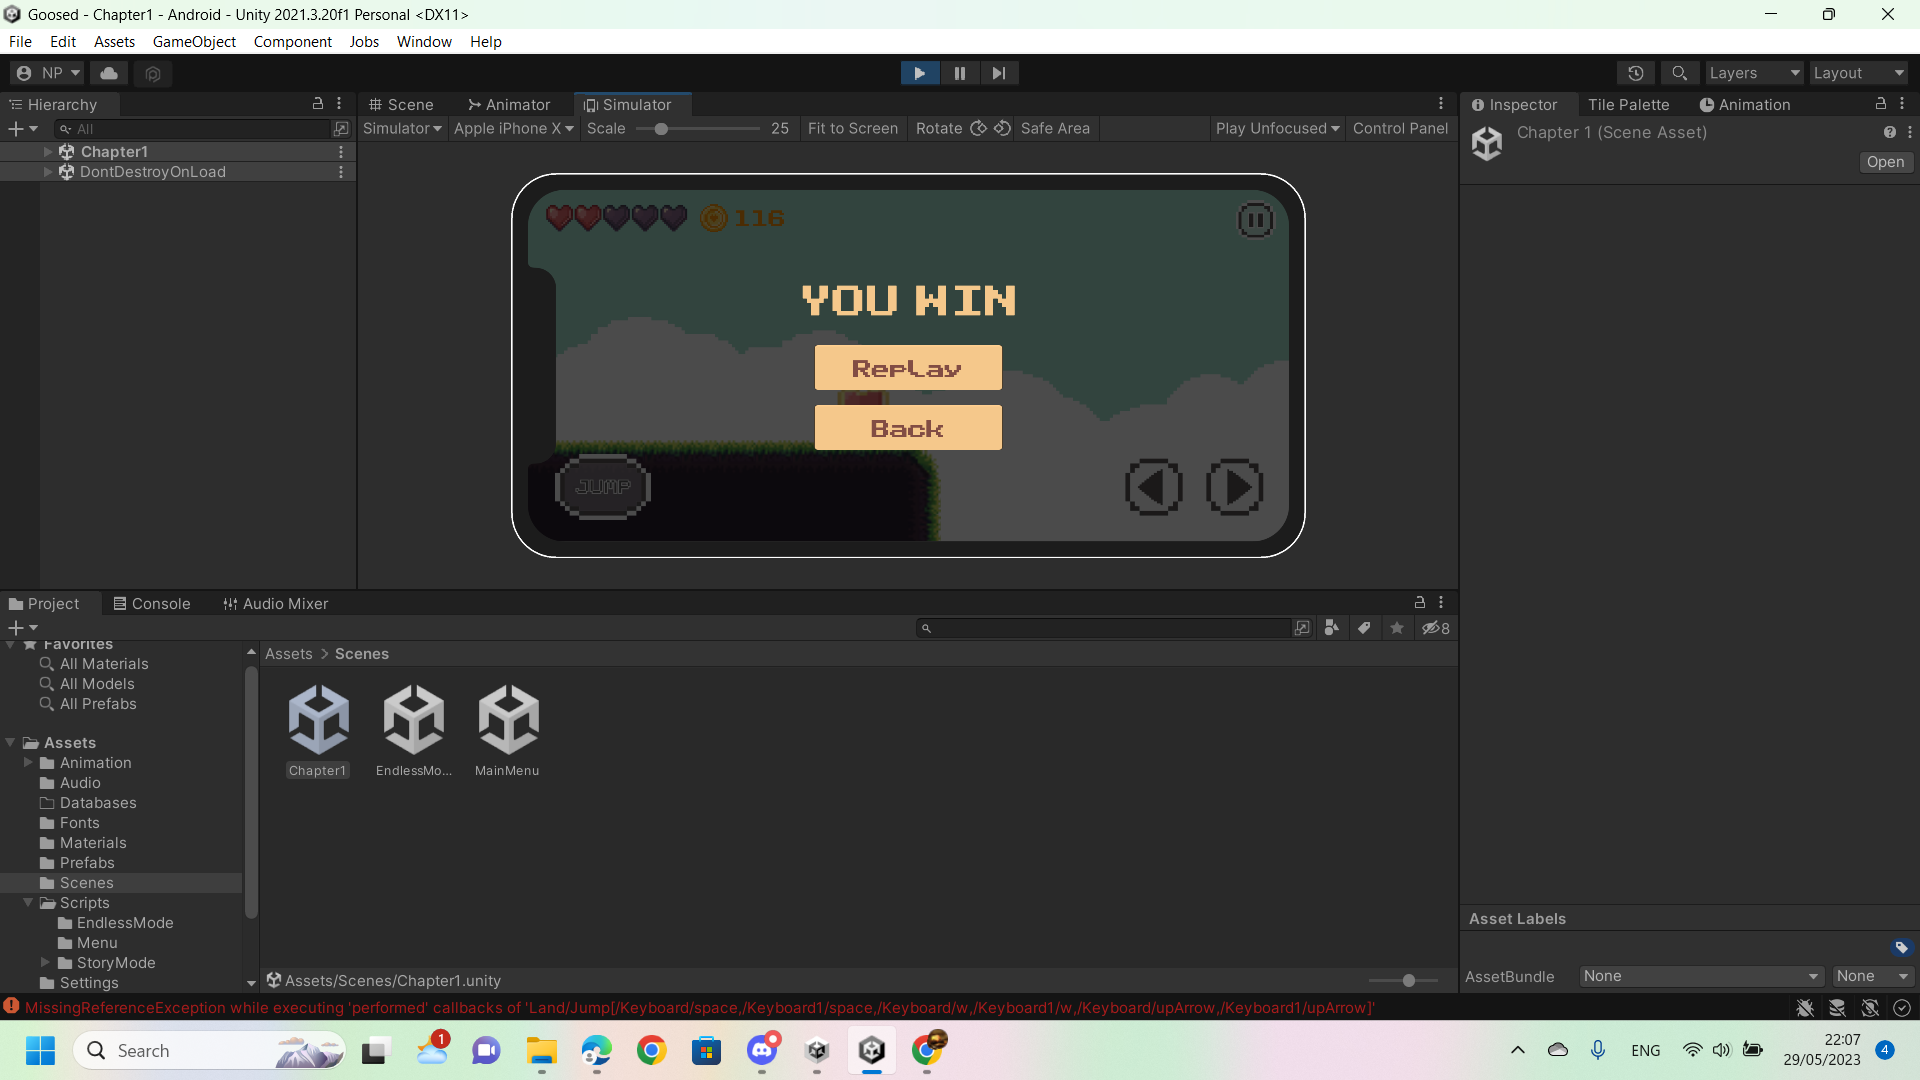 Goosed - Chapter1 - Android - Unity 2021.3.20f1 Personal <DX11>
File Edit Assets GameObject Component Jobs Window Help
NP Layers Layout
Hierarchy Scene Animator Simulator Inspector Tile Palette Animation
All Simulator Apple iPhone X Scale 25 Fit to Screen Rotate Safe Area Play Unfocused Control Panel
Chapter 1 (Scene Asset)
Open
Chapter1
DontDestroyOnLoad
116
YOU WIN
Replay
Back
JUMP
Project Console Audio Mixer
8
Favorites
All Materials
All Models
All Prefabs
Assets
Animation
Audio
Databases
Fonts
Materials
Prefabs
Scenes
Scripts
EndlessMode
Menu
StoryMode
Settings
Assets > Scenes
Chapter1 EndlessMo... MainMenu
Assets/Scenes/Chapter1.unity
Asset Labels
AssetBundle None None
MissingReferenceException while executing 'performed' callbacks of 'Land/Jump[/Keyboard/space,/Keyboard1/space,/Keyboard/w,/Keyboard1/w,/Keyboard/upArrow,/Keyboard1/upArrow]'
Search 1 ENG 22:07
29/05/2023 4